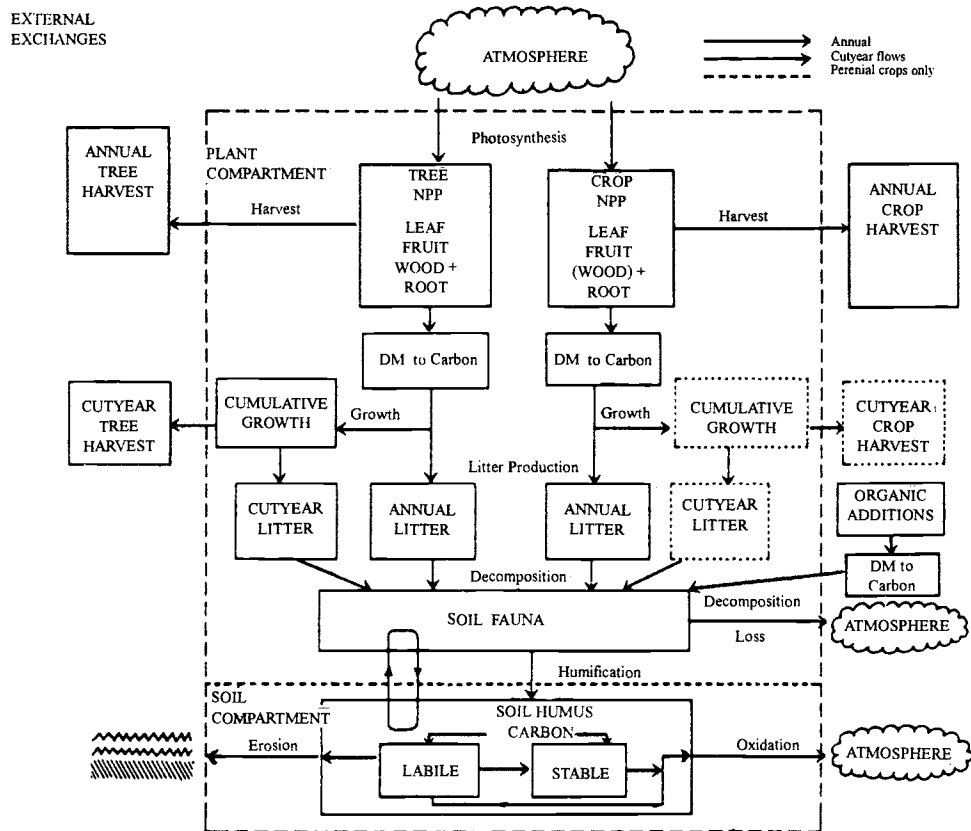 EXTERNAL
EXCHANGES
ATMOSPHERE
Annual
Cutyear flows
Perenial crops only
Photosynthesis
ANNUAL
TREE
HARVEST
PLANT
COMPARTMENT
Harvest
TREE
NPP
LEAF
FRUIT
WOOD +
ROOT
CROP
NPP
LEAF
FRUIT
(WOOD) +
ROOT
Harvest
ANNUAL
CROP
HARVEST
DM to Carbon
DM to Carbon
CUTYEAR
TREE
HARVEST
CUMULATIVE
GROWTH
Growth
Growth
CUMULATIVE
GROWTH
CUTYEAR
CROP
HARVEST
Litter Production
CUTYEAR
LITTER
ANNUAL
LITTER
ANNUAL
LITTER
CUTYEAR
LITTER
ORGANIC
ADDITIONS
DM to
Carbon
Decomposition
SOIL FAUNA
Decomposition
Loss
ATMOSPHERE
Humification
SOIL
COMPARTMENT
SOIL HUMUS
CARBON
Erosion
LABILE
STABLE
Oxidation
ATMOSPHERE